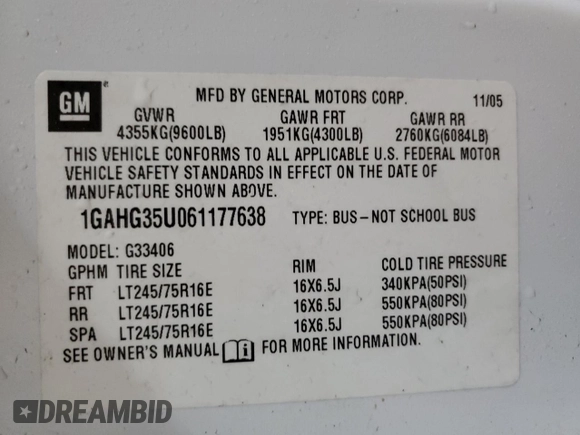 GM
MFD BY GENERAL MOTORS CORP. 11/05
GVWR GAWR FRT GAWR RR
4355KG(9600LB) 1951KG(4300LB) 2760KG(6084LB)
THIS VEHICLE CONFORMS TO ALL APPLICABLE U.S. FEDERAL MOTOR
VEHICLE SAFETY STANDARDS IN EFFECT ON THE DATE OF
MANUFACTURE SHOWN ABOVE.
1GAHG35U061177638 TYPE: BUS-NOT SCHOOL BUS
MODEL: G33406
GPHM TIRE SIZE RIM COLD TIRE PRESSURE
FRT LT245/75R16E 16X6.5J 340KPA(50PSI)
RR LT245/75R16E 16X6.5J 550KPA(80PSI)
SPA LT245/75R16E 16X6.5J 550KPA(80PSI)
SEE OWNER'S MANUAL i FOR MORE INFORMATION.
DREAMBID